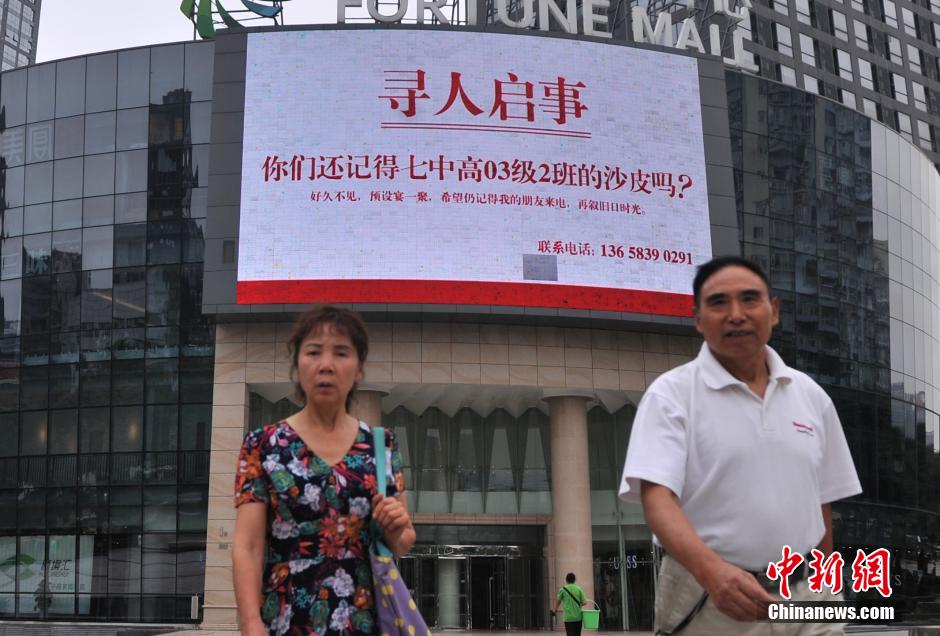 FORTUNE MALL
寻人启事
你们还记得七中高03级2班的沙皮吗?
好久不见，预设宴一聚，希望仍记得我的朋友来电，再叙旧日时光。
联系电话: 136 5839 0291
中新网
Chinanews.com